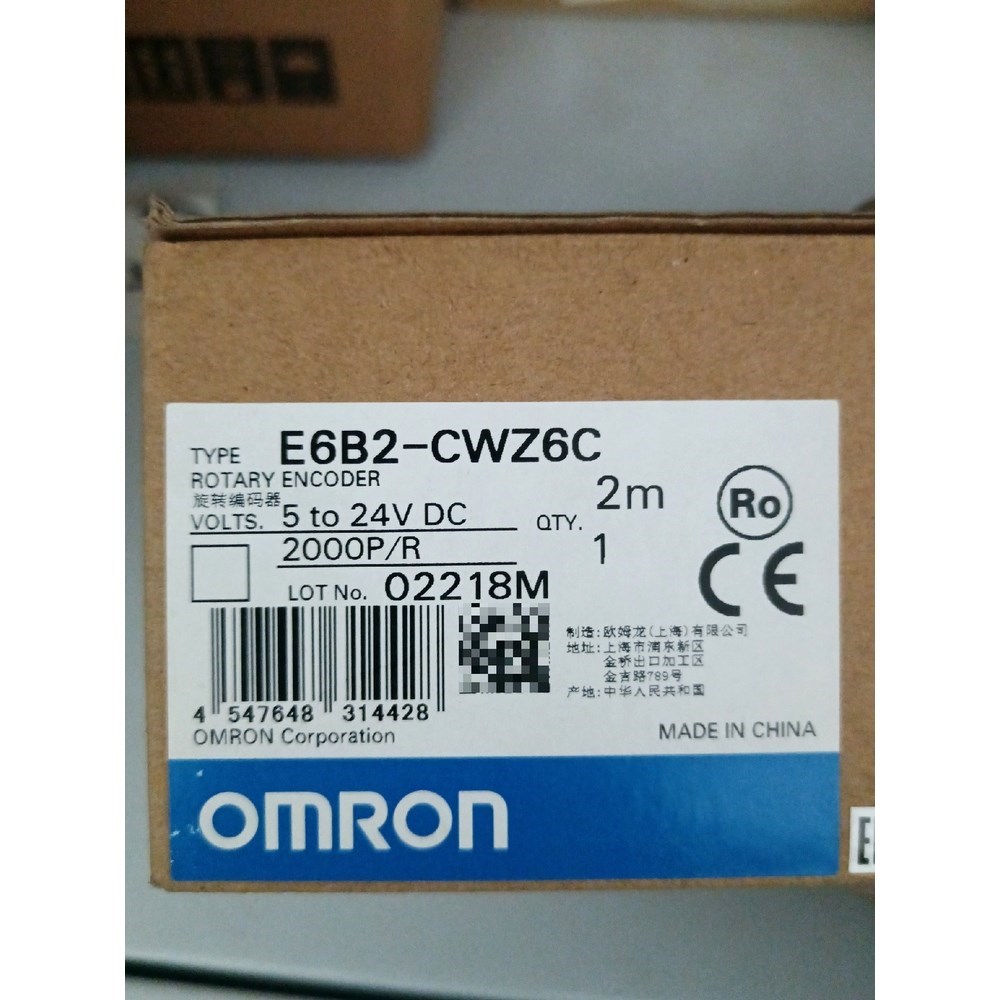 TYPE E6B2-CWZ6C
ROTARY ENCODER
旋转编码器
2m
VOLTS. 5 to 24V DC
QTY. 1
2000P/R
LOT No. 02218M
Ro
CE
制造:欧姆龙(上海)有限公司
地址:上海市浦东新区
金桥出口加工区
金吉路789号
产地:中华人民共和国
4 547648 314428
OMRON Corporation
MADE IN CHINA
OMRON